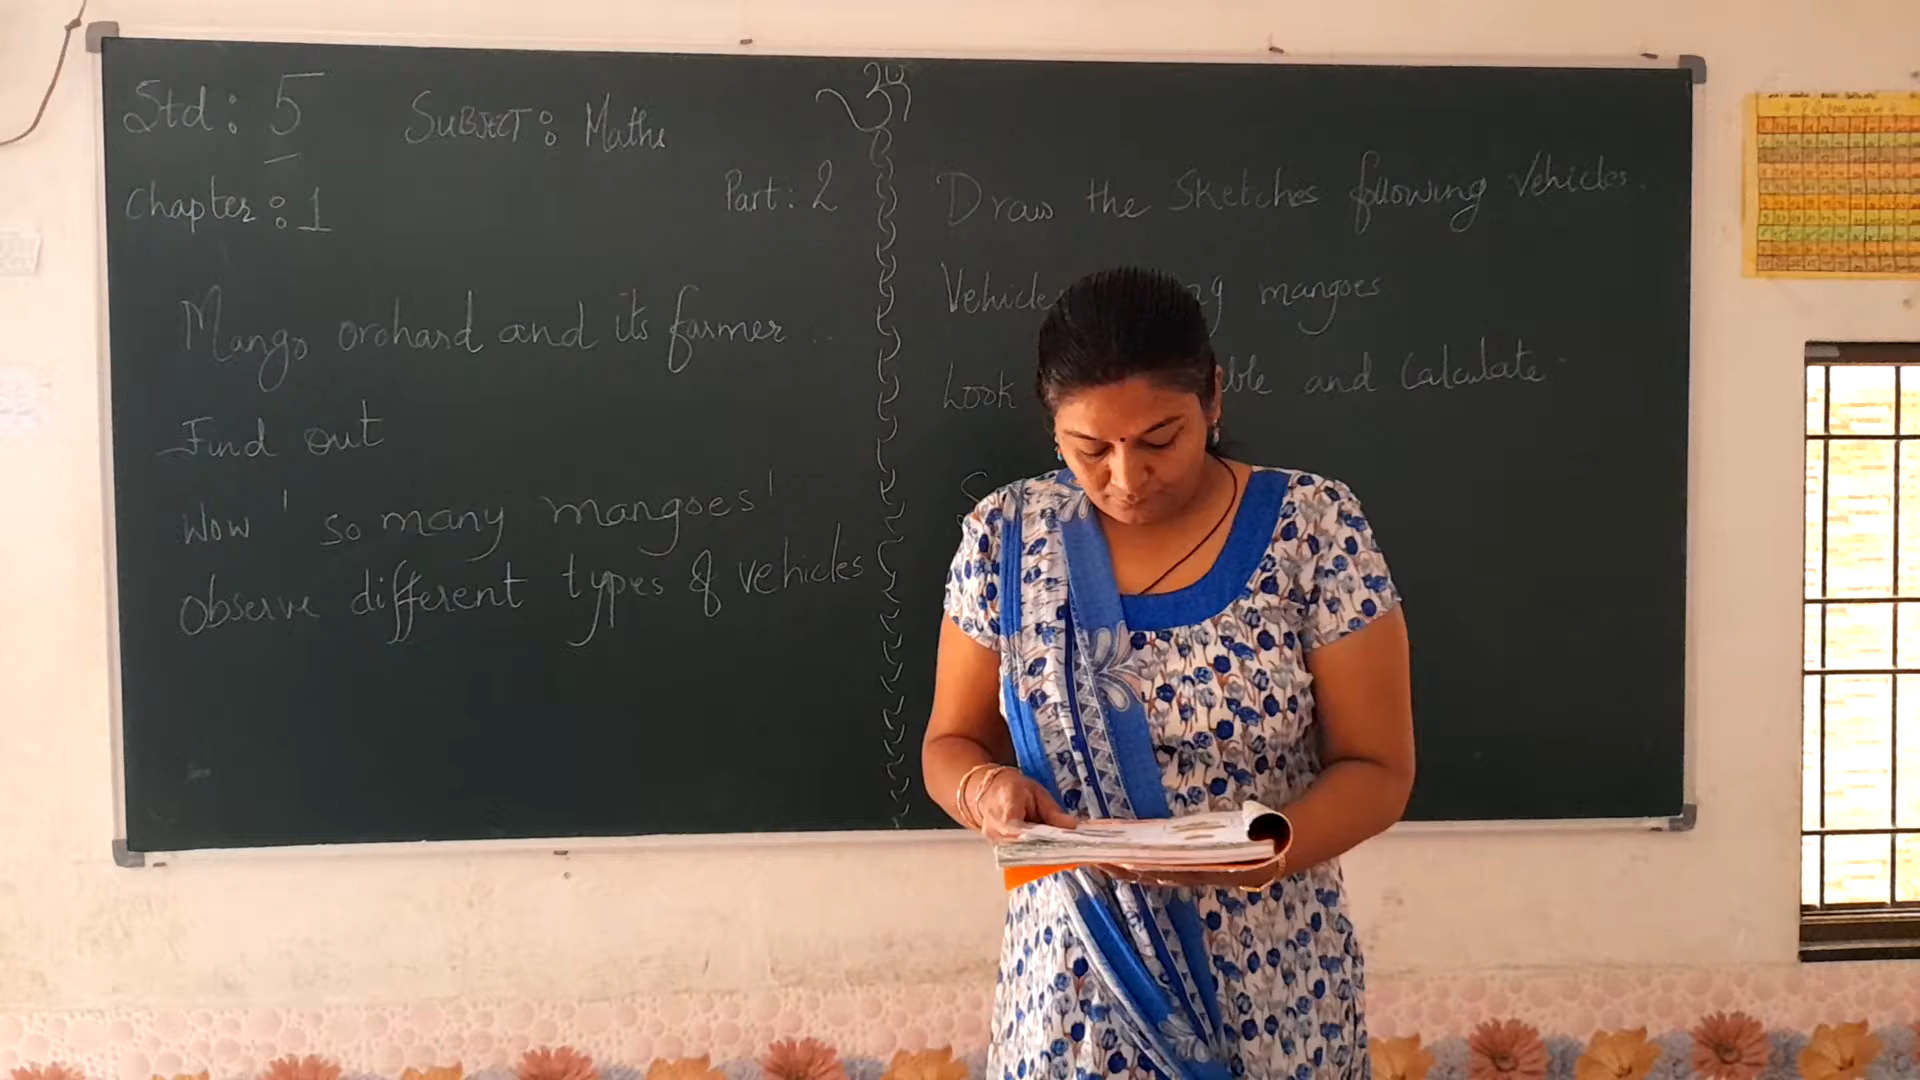 ૐ
Std: 5
SUBJECT: Maths
Chapter: 1
Part: 2
Mango orchard and its farmer ..
Find out
Wow ' so many mangoes'
Observe different types of vehicles
Draw the Sketches following Vehicles.
Vehicles mangoes
Look and Calculate.